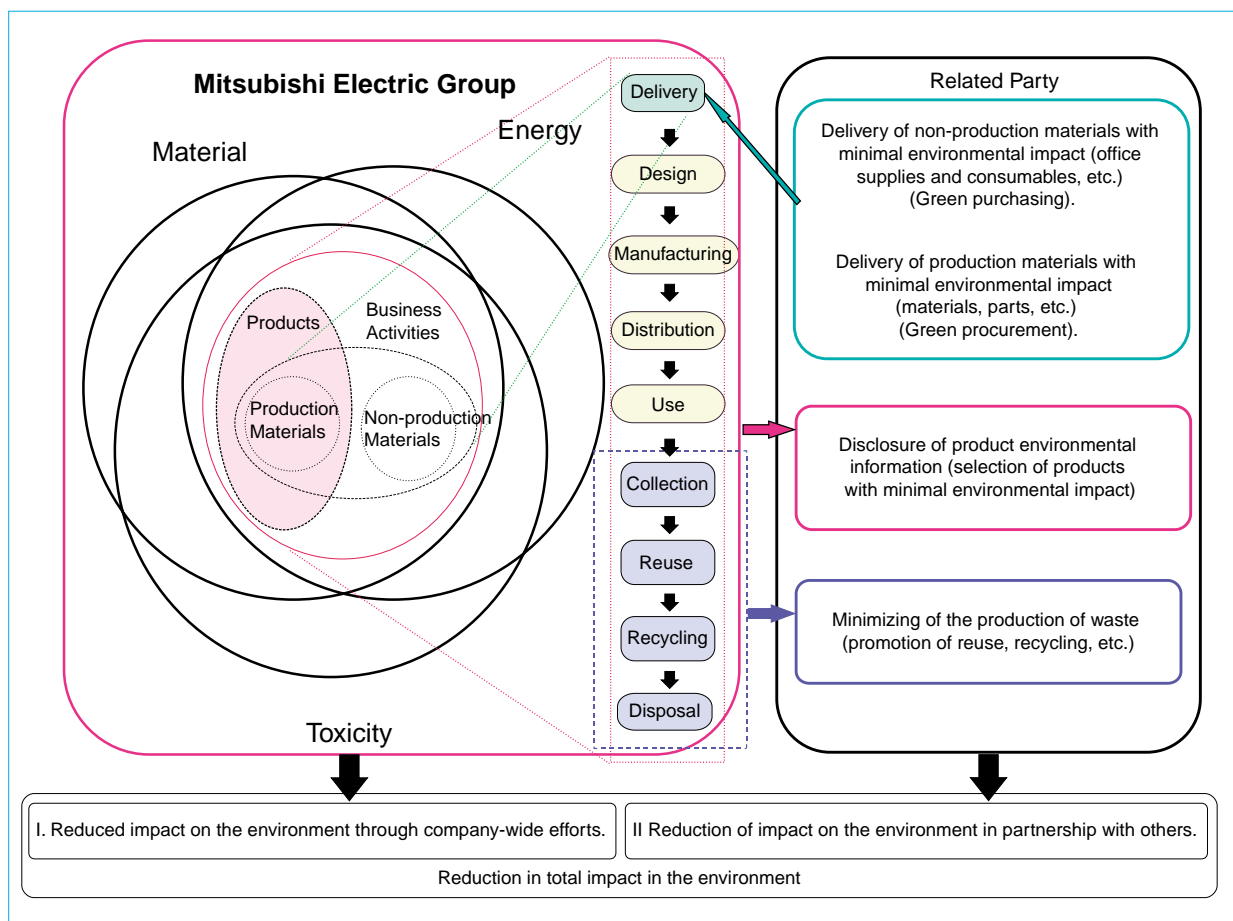 Mitsubishi Electric Group
Material
Energy
Toxicity
Products
Business
Activities
Production
Materials
Non-production
Materials
Delivery
Design
Manufacturing
Distribution
Use
Collection
Reuse
Recycling
Disposal
Related Party
Delivery of non-production materials with
minimal environmental impact (office
supplies and consumables, etc.)
(Green purchasing).
Delivery of production materials with
minimal environmental impact
(materials, parts, etc.)
(Green procurement).
Disclosure of product environmental
information (selection of products
with minimal environmental impact)
Minimizing of the production of waste
(promotion of reuse, recycling, etc.)
I. Reduced impact on the environment through company-wide efforts.
II Reduction of impact on the environment in partnership with others.
Reduction in total impact in the environment